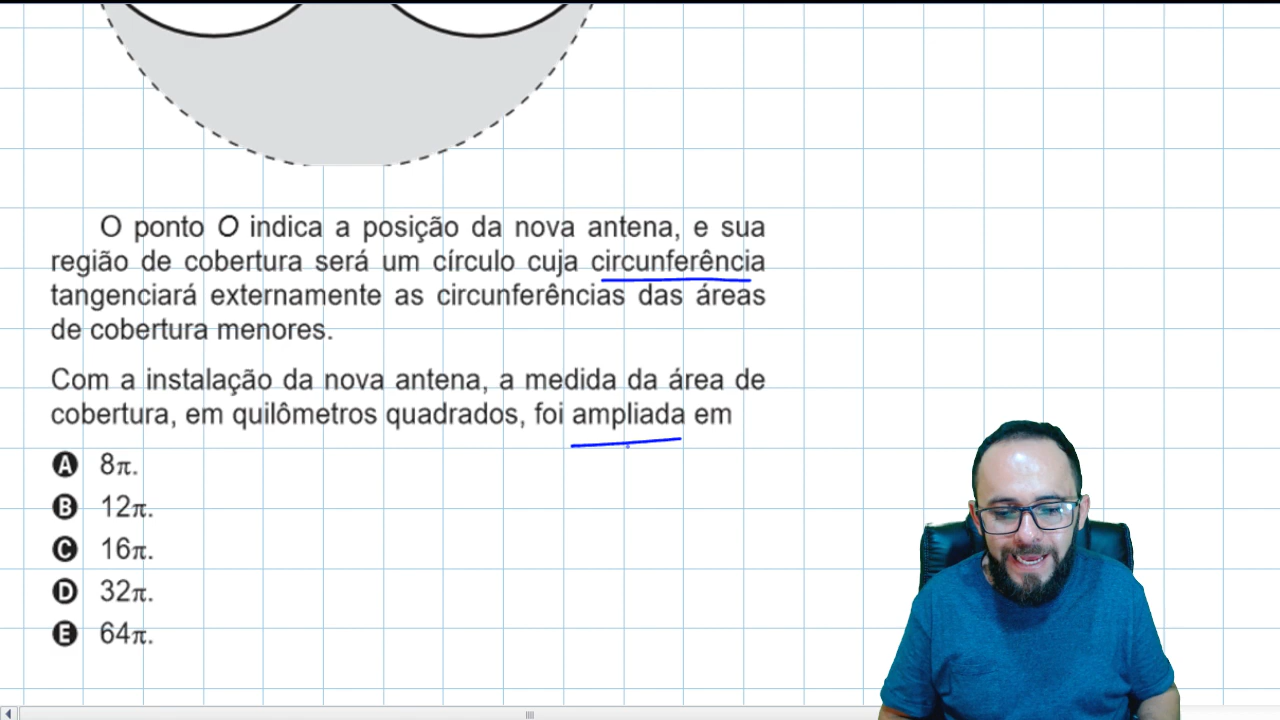 O ponto O indica a posição da nova antena, e sua
região de cobertura será um círculo cuja circunferência
tangenciará externamente as circunferências das áreas
de cobertura menores.
Com a instalação da nova antena, a medida da área de
cobertura, em quilômetros quadrados, foi ampliada em
A 8π.
B 12π.
C 16π.
D 32π.
E 64π.